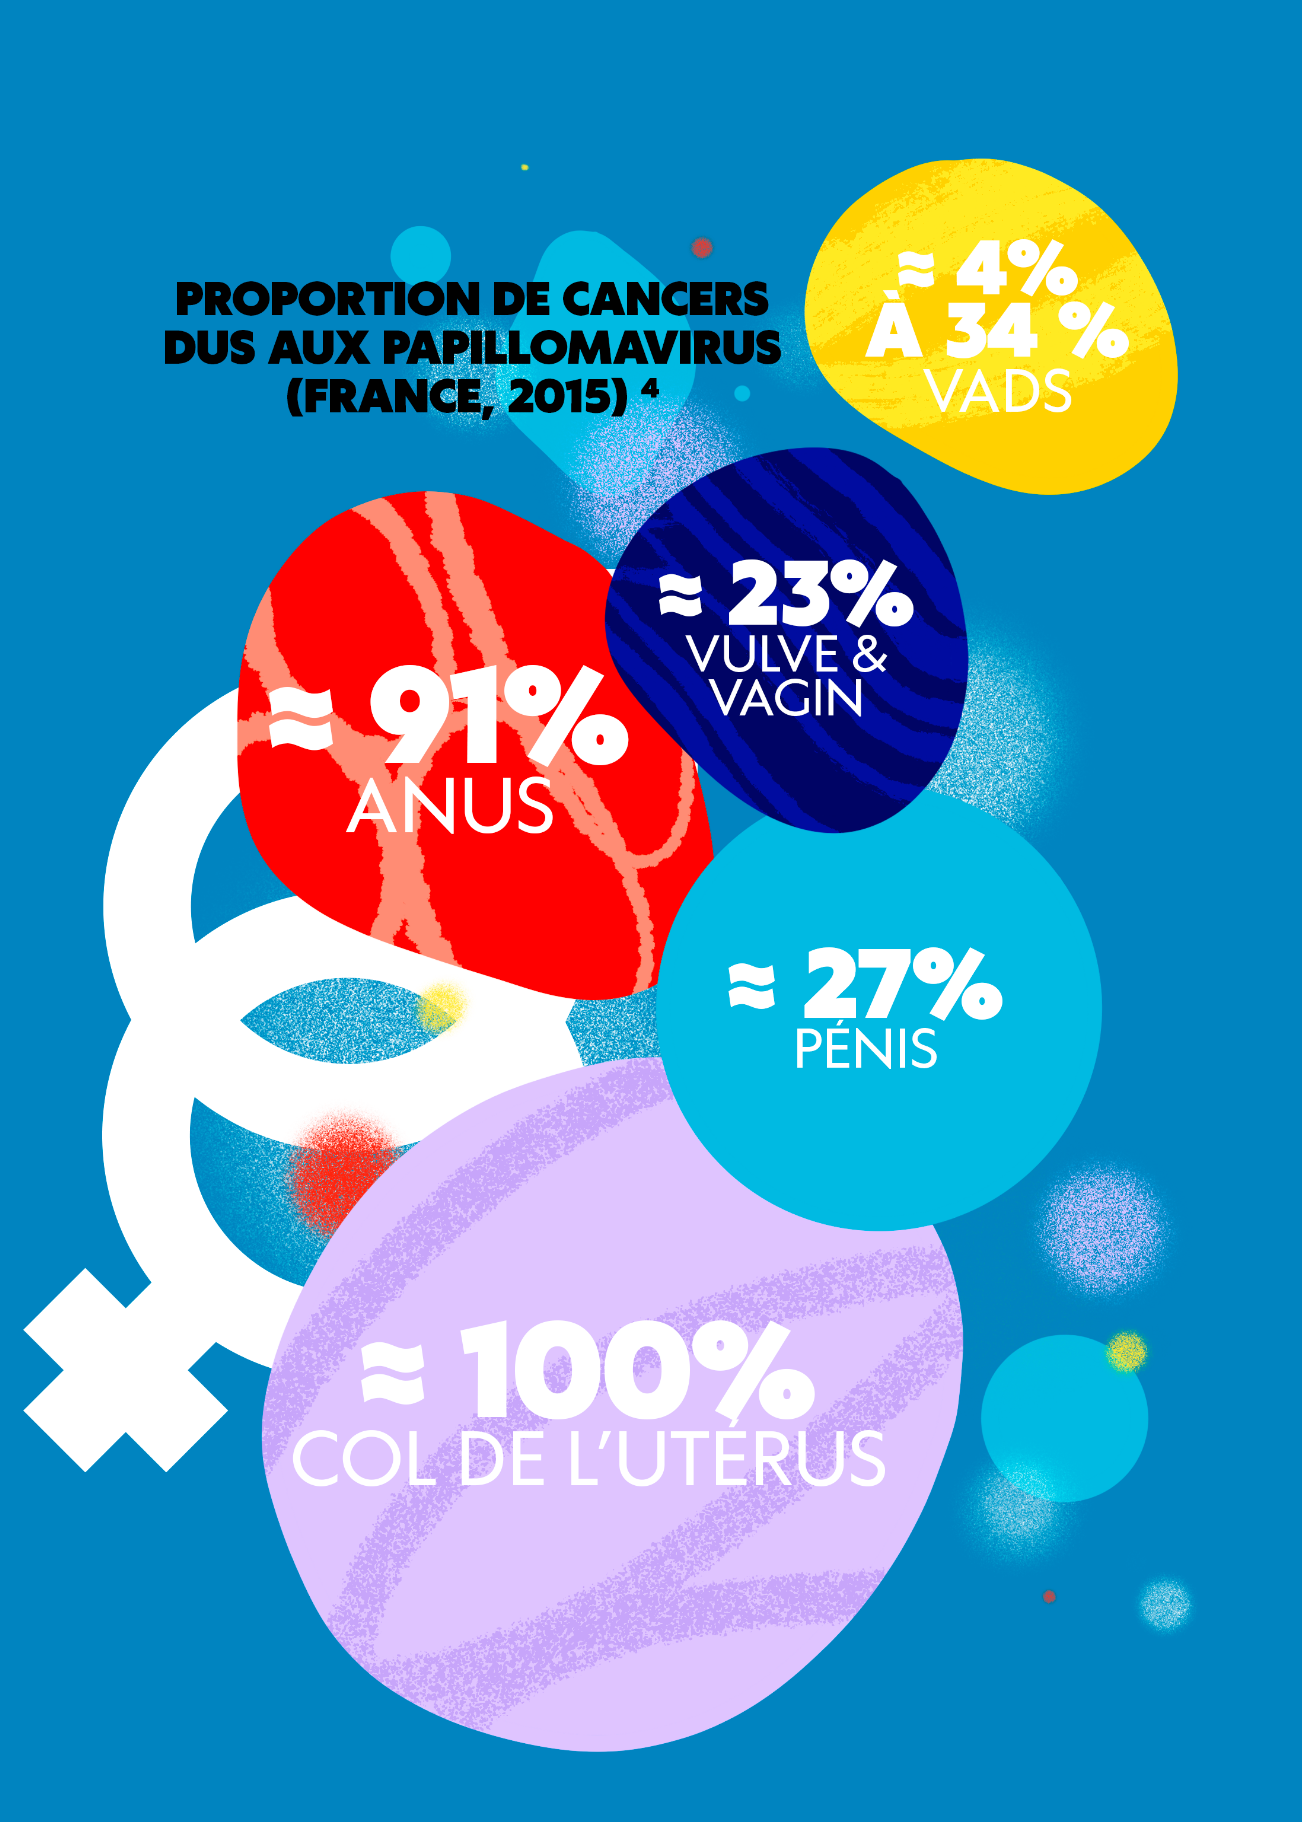 PROPORTION DE CANCERS
DUS AUX PAPILLOMAVIRUS
(FRANCE, 2015) ⁴
≈ 4%
À 34 %
VADS
≈ 23%
VULVE &
VAGIN
≈ 91%
ANUS
≈ 27%
PÉNIS
≈ 100%
COL DE L’UTÉRUS